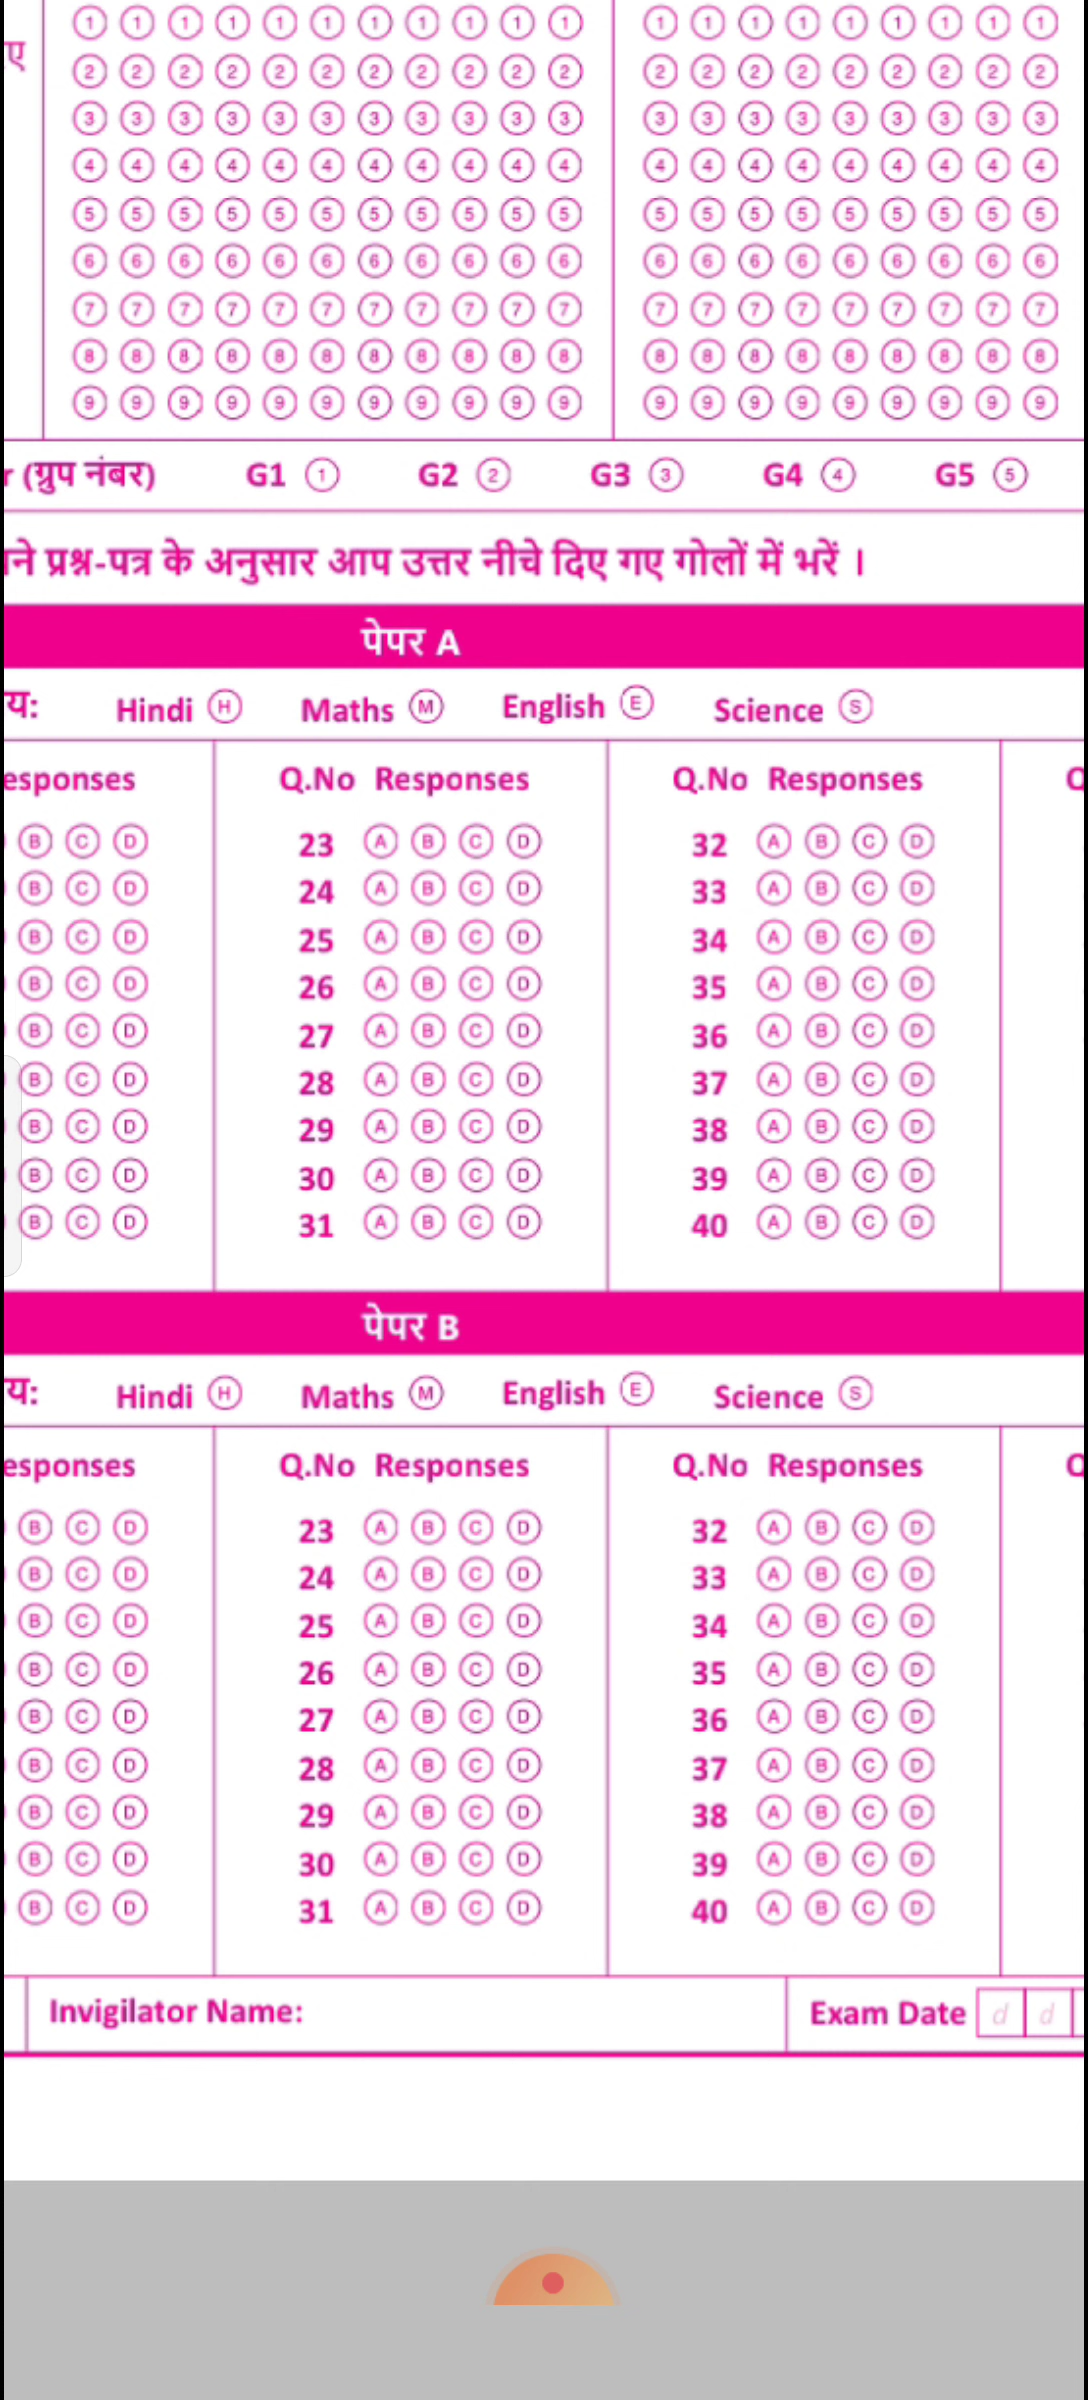 1 1 1 1 1 1 1 1 1 1 1 1 1 1 1 1 1 1 1 1
ए
2 2 2 2 2 2 2 2 2 2 2 2 2 2 2 2 2 2 2 2
3 3 3 3 3 3 3 3 3 3 3 3 3 3 3 3 3 3 3 3
4 4 4 4 4 4 4 4 4 4 4 4 4 4 4 4 4 4 4 4
5 5 5 5 5 5 5 5 5 5 5 5 5 5 5 5 5 5 5 5
6 6 6 6 6 6 6 6 6 6 6 6 6 6 6 6 6 6 6 6
7 7 7 7 7 7 7 7 7 7 7 7 7 7 7 7 7 7 7 7
8 8 8 8 8 8 8 8 8 8 8 8 8 8 8 8 8 8 8 8
9 9 9 9 9 9 9 9 9 9 9 9 9 9 9 9 9 9 9 9
r (ग्रुप नंबर) G1 1 G2 2 G3 3 G4 4 G5 5
ने प्रश्न-पत्र के अनुसार आप उत्तर नीचे दिए गए गोलों में भरें ।
पेपर A
य: Hindi H Maths M English E Science S
esponses Q.No Responses Q.No Responses Q
B C D 23 A B C D 32 A B C D
B C D 24 A B C D 33 A B C D
B C D 25 A B C D 34 A B C D
B C D 26 A B C D 35 A B C D
B C D 27 A B C D 36 A B C D
B C D 28 A B C D 37 A B C D
B C D 29 A B C D 38 A B C D
B C D 30 A B C D 39 A B C D
B C D 31 A B C D 40 A B C D
पेपर B
य: Hindi H Maths M English E Science S
esponses Q.No Responses Q.No Responses Q
B C D 23 A B C D 32 A B C D
B C D 24 A B C D 33 A B C D
B C D 25 A B C D 34 A B C D
B C D 26 A B C D 35 A B C D
B C D 27 A B C D 36 A B C D
B C D 28 A B C D 37 A B C D
B C D 29 A B C D 38 A B C D
B C D 30 A B C D 39 A B C D
B C D 31 A B C D 40 A B C D
Invigilator Name: Exam Date d d